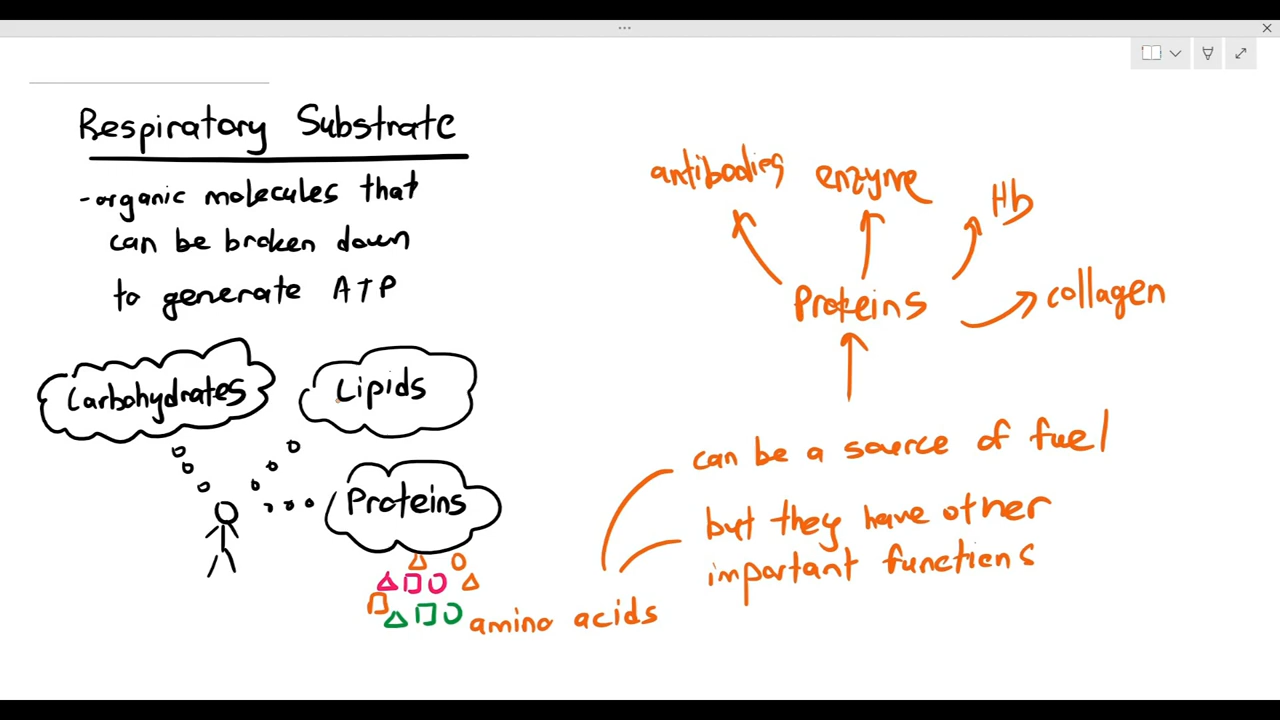 Respiratory Substrate
- organic molecules that
can be broken down
to generate ATP
Carbohydrates
Lipids
Proteins
amino acids
antibodies enzyme Hb
Proteins
collagen
can be a source of fuel
but they have other
important functions